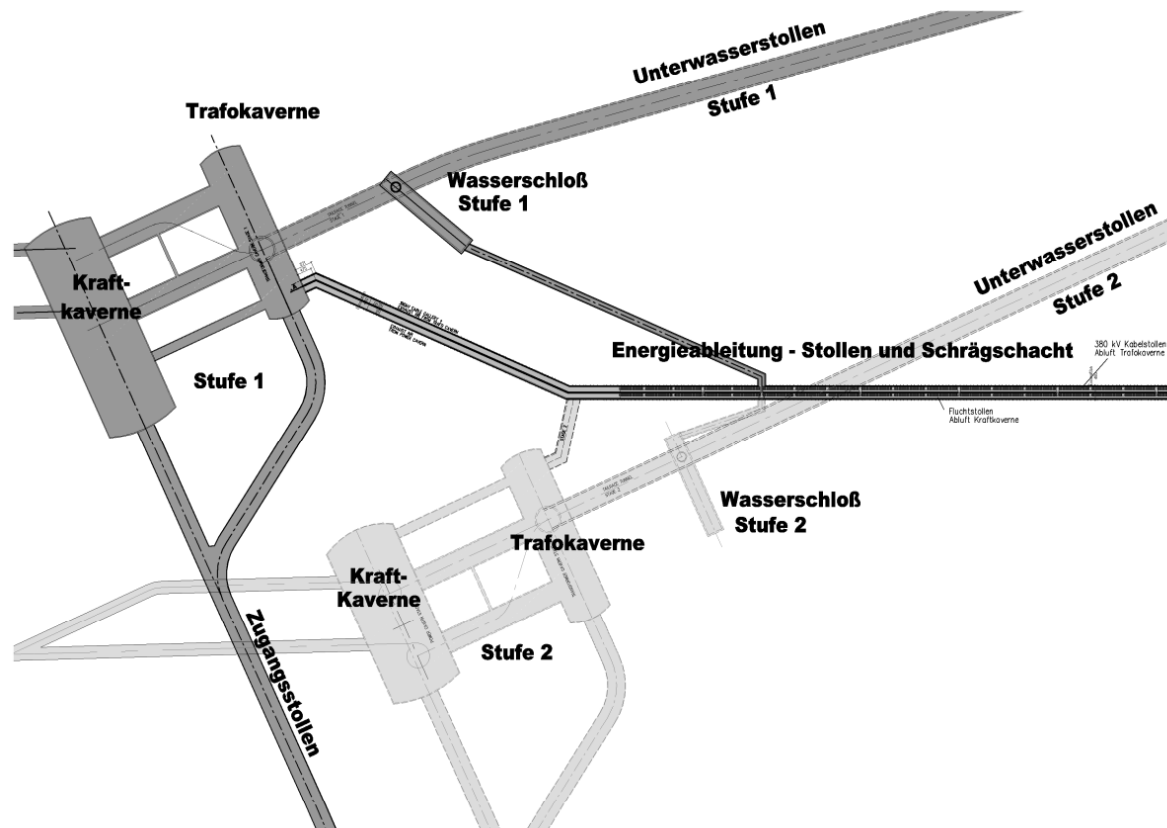 Unterwasserstollen
Stufe 1
Trafokaverne
Wasserschloß
Stufe 1
Unterwasserstollen
Stufe 2
Kraft-
kaverne
Energieableitung - Stollen und Schrägschacht
380 kV Kabelstollen
Abluft Trafokaverne
Stufe 1
Fluchtstollen
Abluft Kraftkaverne
Wasserschloß
Stufe 2
Trafokaverne
Kraft-
Kaverne
Stufe 2
Zugangsstollen